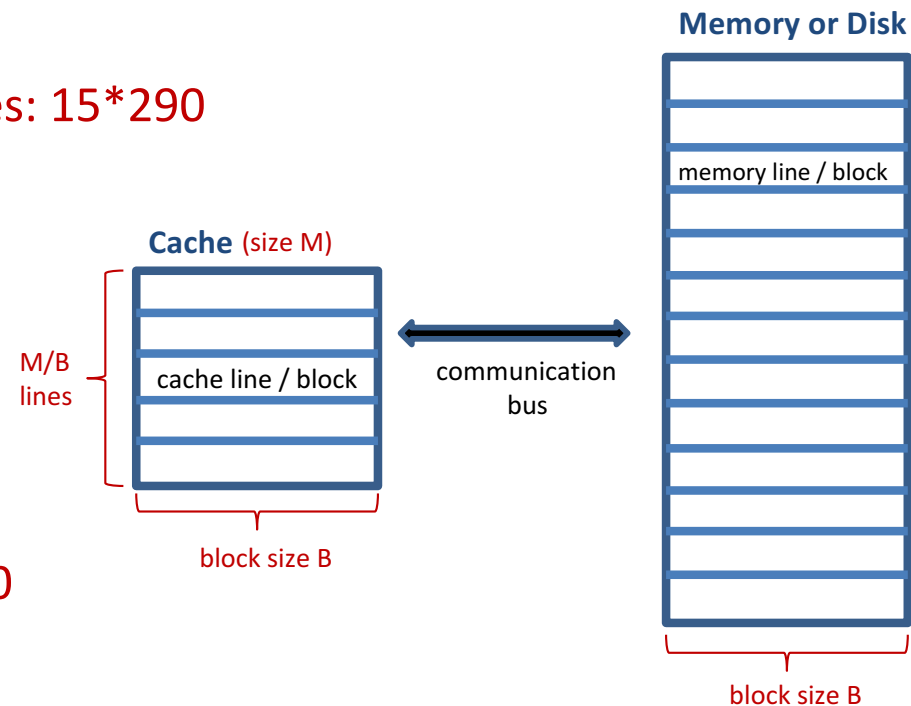 Memory or Disk
es: 15*290
memory line / block
Cache (size M)
M/B
lines
cache line / block
communication
bus
block size B
0
block size B